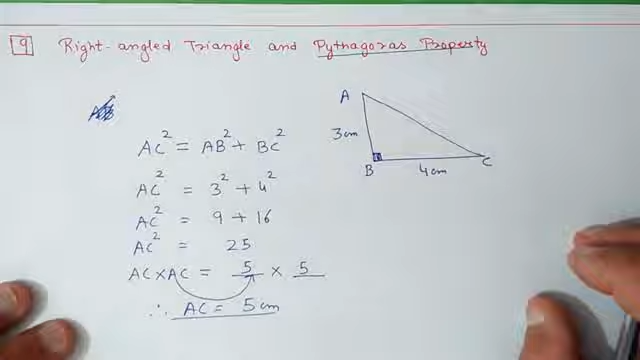 9 Right-angled Triangle and Pythagoras Property
A
3cm
B
4cm
C
AC² = AB² + BC²
AC² = 3² + 4²
AC² = 9 + 16
AC² = 25
AC×AC = 5 × 5
∴ AC = 5cm